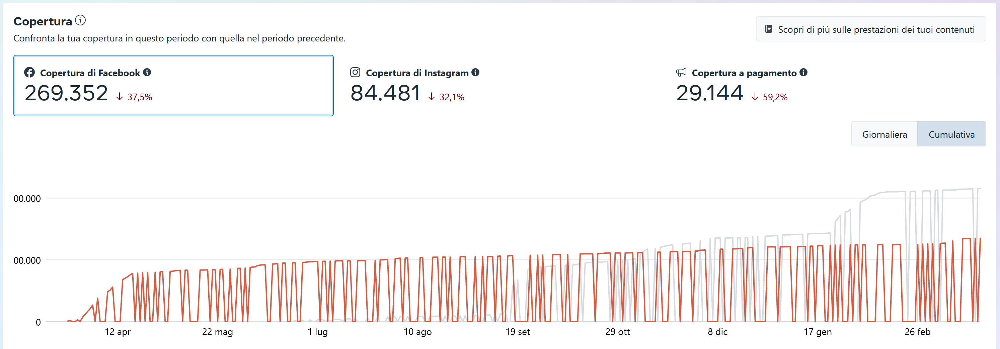 Copertura
Confronta la tua copertura in questo periodo con quella nel periodo precedente.
Scopri di più sulle prestazioni dei tuoi contenuti
Copertura di Facebook
269.352 ↓ 37,5%
Copertura di Instagram
84.481 ↓ 32,1%
Copertura a pagamento
29.144 ↓ 59,2%
Giornaliera
Cumulativa
00.000
00.000
0
12 apr
22 mag
1 lug
10 ago
19 set
29 ott
8 dic
17 gen
26 feb